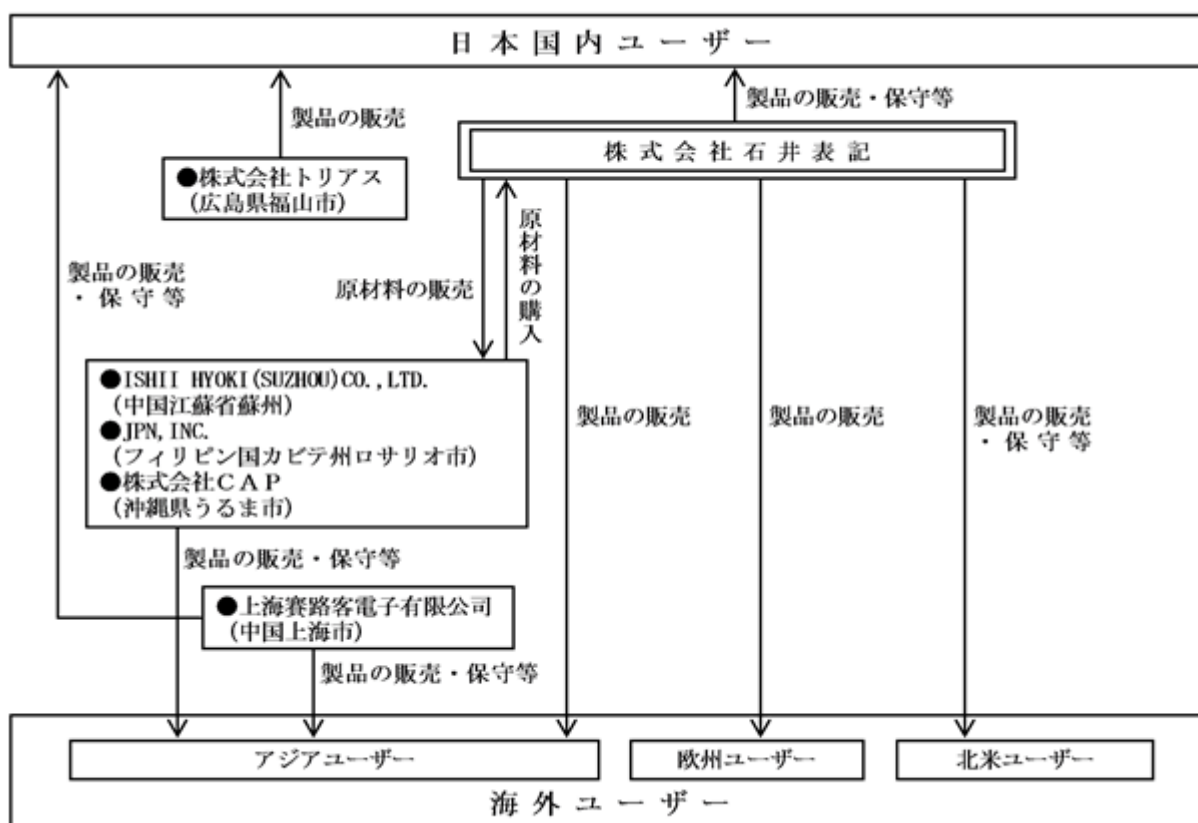 日本国内ユーザー
製品の販売・保守等
製品の販売
株式会社石井表記
●株式会社トリアス
(広島県福山市)
原材料の購入
製品の販売
・保守等
原材料の販売
●ISHII HYOKI(SUZHOU)CO.,LTD.
(中国江蘇省蘇州)
●JPN,INC.
(フィリピン国カビテ州ロサリオ市)
●株式会社CAP
(沖縄県うるま市)
製品の販売
製品の販売
製品の販売
・保守等
製品の販売・保守等
●上海賽路客電子有限公司
(中国上海市)
製品の販売・保守等
アジアユーザー
欧州ユーザー
北米ユーザー
海外ユーザー